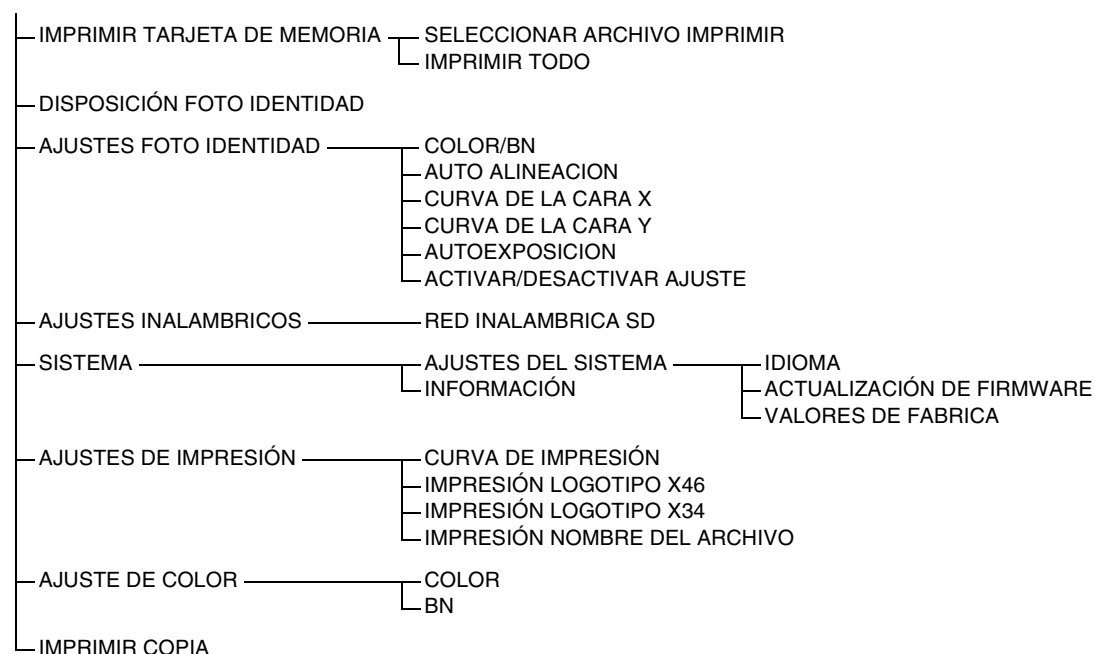 IMPRIMIR TARJETA DE MEMORIA SELECCIONAR ARCHIVO IMPRIMIR
IMPRIMIR TODO
DISPOSICIÓN FOTO IDENTIDAD
AJUSTES FOTO IDENTIDAD COLOR/BN
AUTO ALINEACION
CURVA DE LA CARA X
CURVA DE LA CARA Y
AUTOEXPOSICION
ACTIVAR/DESACTIVAR AJUSTE
AJUSTES INALAMBRICOS RED INALAMBRICA SD
SISTEMA AJUSTES DEL SISTEMA IDIOMA
INFORMACIÓN ACTUALIZACIÓN DE FIRMWARE
VALORES DE FABRICA
AJUSTES DE IMPRESIÓN CURVA DE IMPRESIÓN
IMPRESIÓN LOGOTIPO X46
IMPRESIÓN LOGOTIPO X34
IMPRESIÓN NOMBRE DEL ARCHIVO
AJUSTE DE COLOR COLOR
BN
IMPRIMIR COPIA